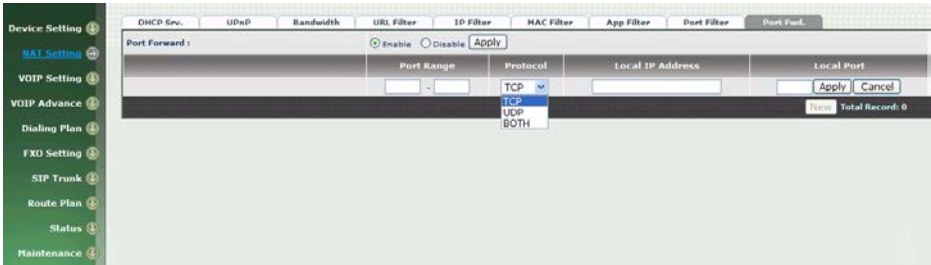 DHCP Srv. UPnP Bandwidth URL Filter IP Filter MAC Filter App Filter Port Filter Port Fwd.
Device Setting
NAT Setting
VOIP Setting
VOIP Advance
Dialing Plan
FXO Setting
SIP Trunk
Route Plan
Status
Maintenance
Port Forward : Enable Disable Apply
Port Range Protocol Local IP Address Local Port
- TCP Apply Cancel
TCP
UDP
BOTH
New Total Record: 0